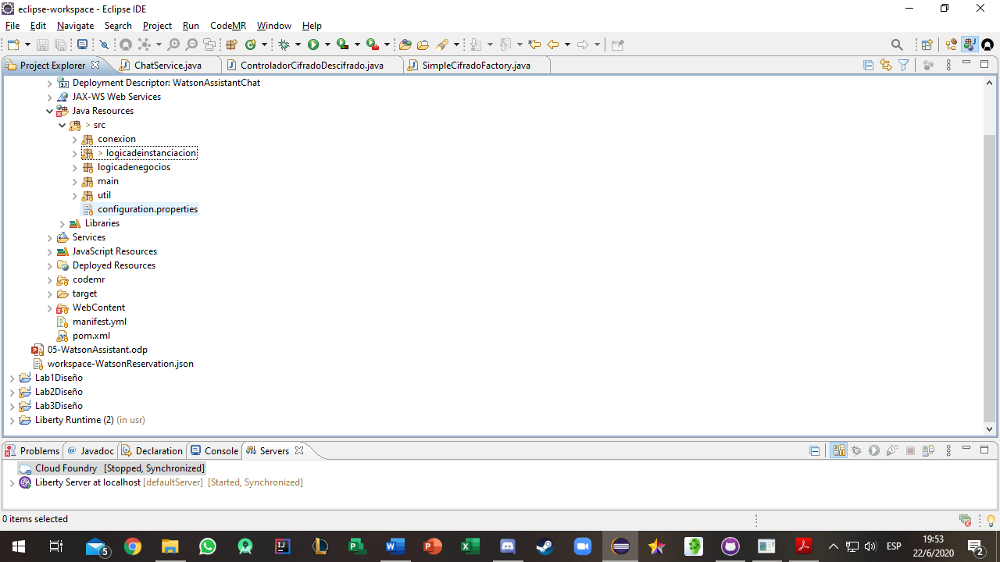 eclipse-workspace - Eclipse IDE
File Edit Navigate Search Project Run CodeMR Window Help
Project Explorer ChatService.java ControladorCifradoDescifrado.java SimpleCifradoFactory.java
Deployment Descriptor: WatsonAssistantChat
JAX-WS Web Services
Java Resources
> src
conexion
> logicadeinstanciacion
logicadenegocios
main
util
configuration.properties
Libraries
Services
JavaScript Resources
Deployed Resources
codemr
target
WebContent
manifest.yml
pom.xml
05-WatsonAssistant.odp
workspace-WatsonReservation.json
Lab1Diseño
Lab2Diseño
Lab3Diseño
Liberty Runtime (2) (in usr)
Problems @ Javadoc Declaration Console Servers
Cloud Foundry [Stopped, Synchronized]
Liberty Server at localhost [defaultServer] [Started, Synchronized]
0 items selected
5
ESP
19:53
22/6/2020
2